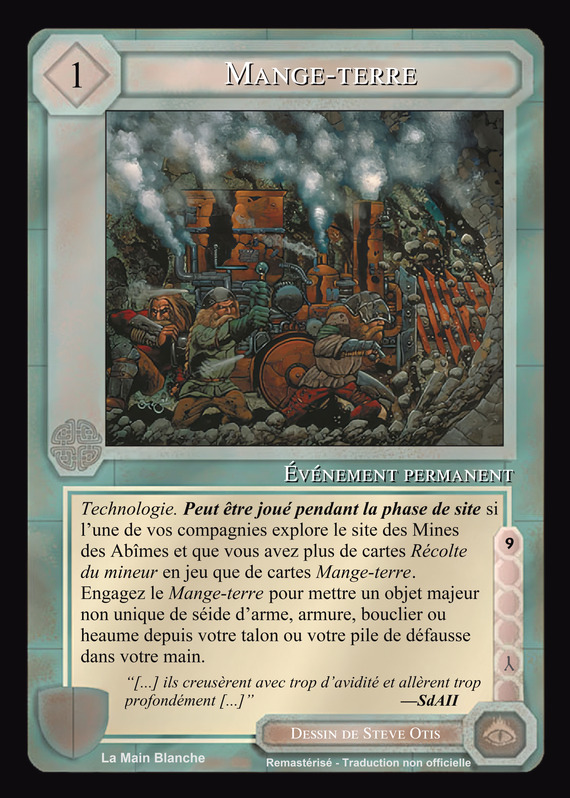 1
Mange-terre
Événement permanent
Technologie. Peut être joué pendant la phase de site si
l’une de vos compagnies explore le site des Mines
des Abîmes et que vous avez plus de cartes Récolte
du mineur en jeu que de cartes Mange-terre.
Engagez le Mange-terre pour mettre un objet majeur
non unique de séide d’arme, armure, bouclier ou
heaume depuis votre talon ou votre pile de défausse
dans votre main.
9
“[...] ils creusèrent avec trop d’avidité et allèrent trop
profondément [...]” —SdAII
Dessin de Steve Otis
La Main Blanche
Remastérisé - Traduction non officielle